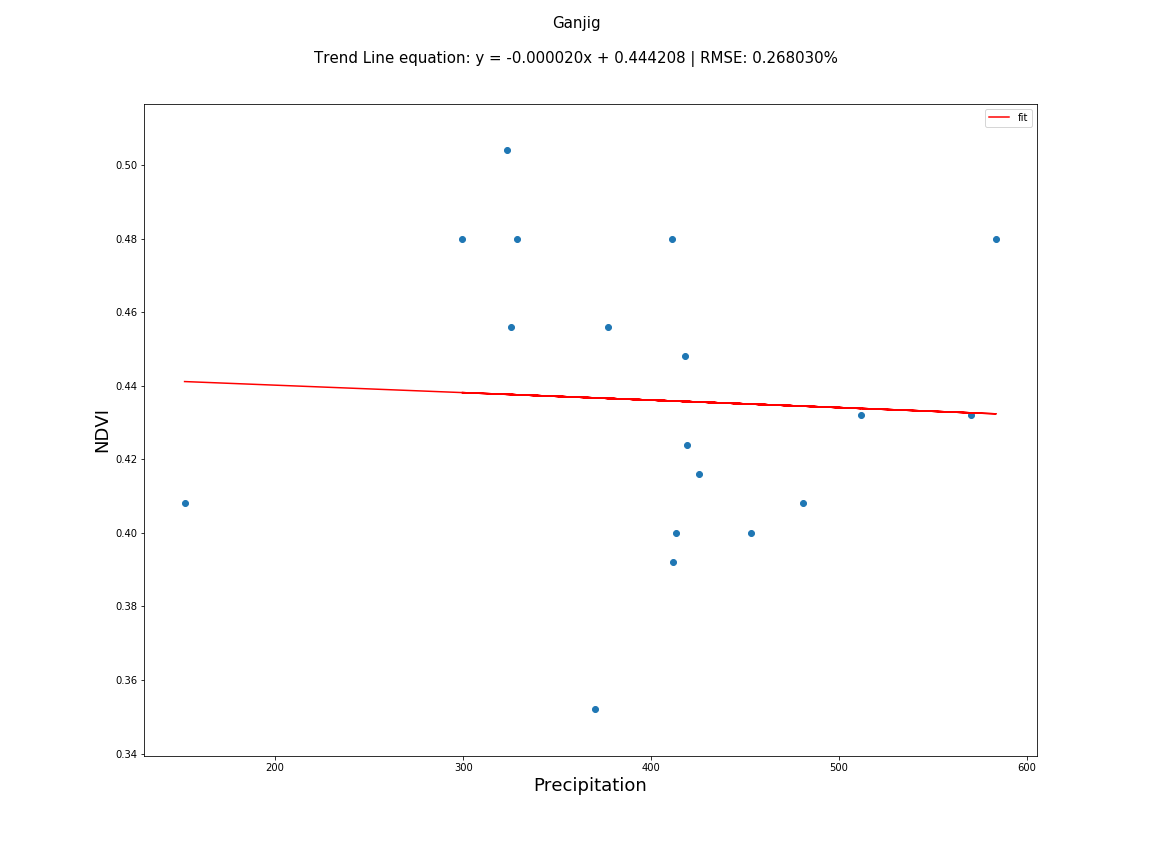 Ganjig
Trend Line equation: y = -0.000020x + 0.444208 | RMSE: 0.268030%
fit
0.50
0.48
0.46
0.44
0.42
0.40
0.38
0.36
0.34
NDVI
200 300 400 500 600
Precipitation